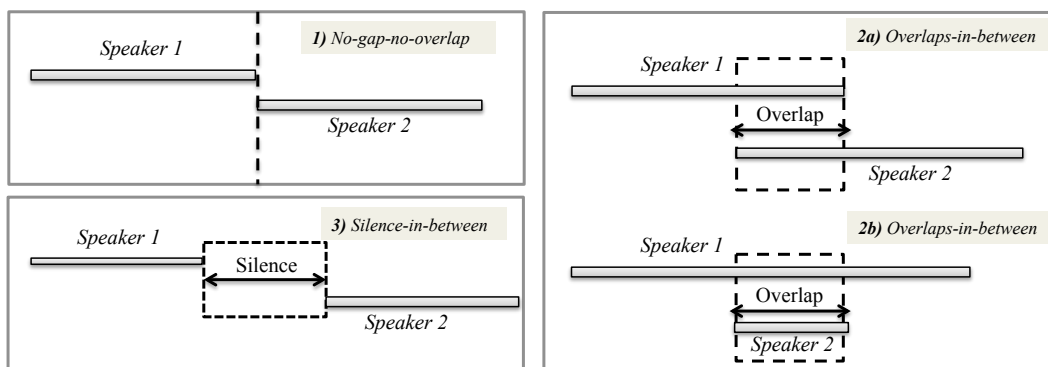 1) No-gap-no-overlap
Speaker 1
Speaker 2
3) Silence-in-between
Speaker 1
Silence
Speaker 2
2a) Overlaps-in-between
Speaker 1
Overlap
Speaker 2
2b) Overlaps-in-between
Speaker 1
Overlap
Speaker 2